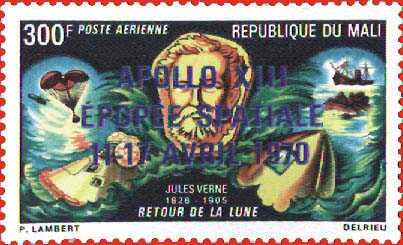 300F POSTE AERIENNE REPUBLIQUE DU MALI
APOLLO XIII
ÉPOPÉE SPATIALE
11-17 AVRIL 1970
JULES VERNE
1828 - 1905
RETOUR DE LA LUNE
P. LAMBERT DELRIEU